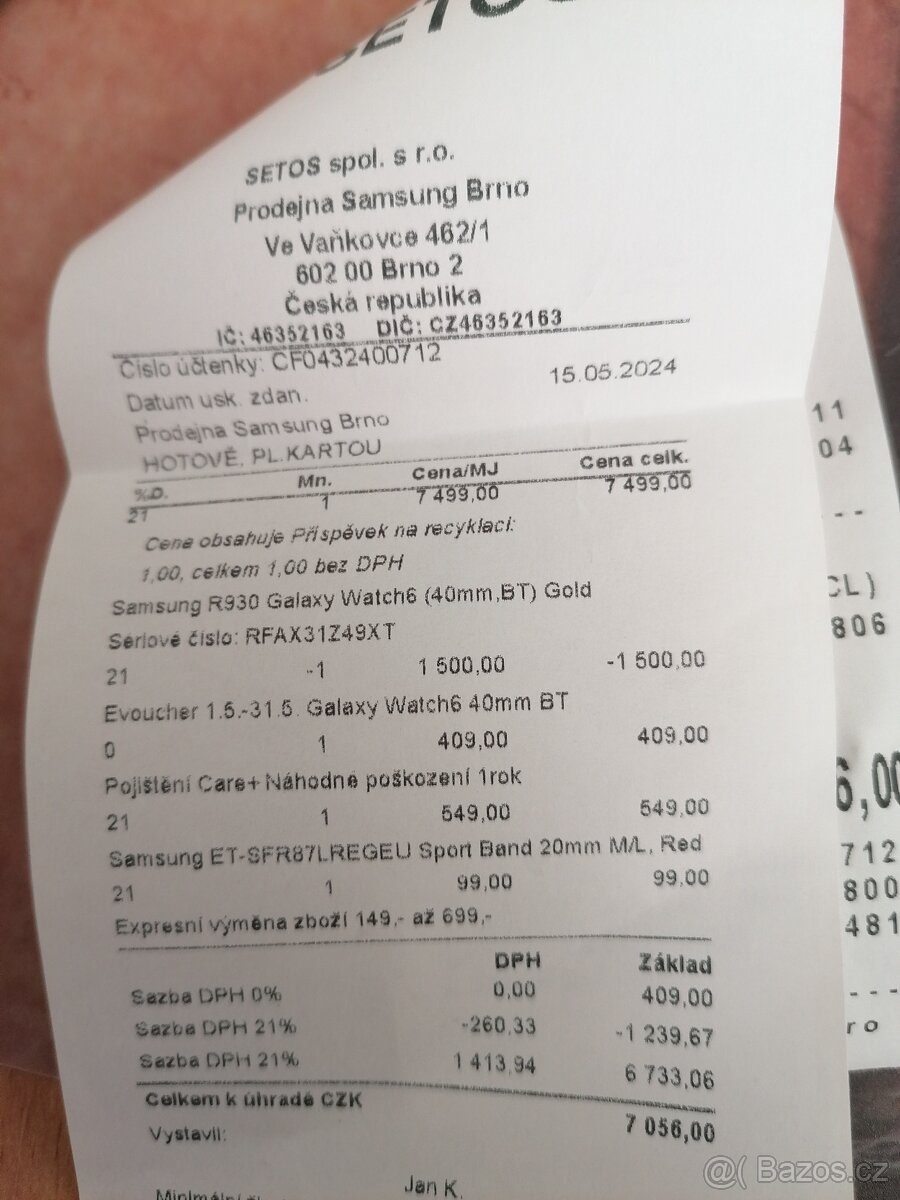 SETOS
SETOS spol. s r.o.
Prodejna Samsung Brno
Ve Vaňkovce 462/1
602 00 Brno 2
Česká republika
IČ: 46352163 DIČ: CZ46352163
Číslo účtenky: CF0432400712
Datum usk. zdan. 15.05.2024
Prodejna Samsung Brno
HOTOVĚ, PL.KARTOU
%D. Mn. Cena/MJ Cena celk.
21 1 7 499,00 7 499,00
Cena obsahuje Příspěvek na recyklaci:
1,00, celkem 1,00 bez DPH
Samsung R930 Galaxy Watch6 (40mm,BT) Gold
Sériové číslo: RFAX31Z49XT
21 -1 1 500,00 -1 500,00
Evoucher 1.5.-31.5. Galaxy Watch6 40mm BT
0 1 409,00 409,00
Pojištění Care+ Náhodné poškození 1rok
21 1 549,00 549,00
Samsung ET-SFR87LREGEU Sport Band 20mm M/L, Red
21 1 99,00 99,00
Expresní výměna zboží 149,- až 699,-
DPH Základ
Sazba DPH 0% 0,00 409,00
Sazba DPH 21% -260,33 -1 239,67
Sazba DPH 21% 1 413,94 6 733,06
Celkem k úhradě CZK 7 056,00
Vystavil:
Jan K.
11
04
--
CL)
806
6,00
712
800
481
---
ro
@( Bazos.cz